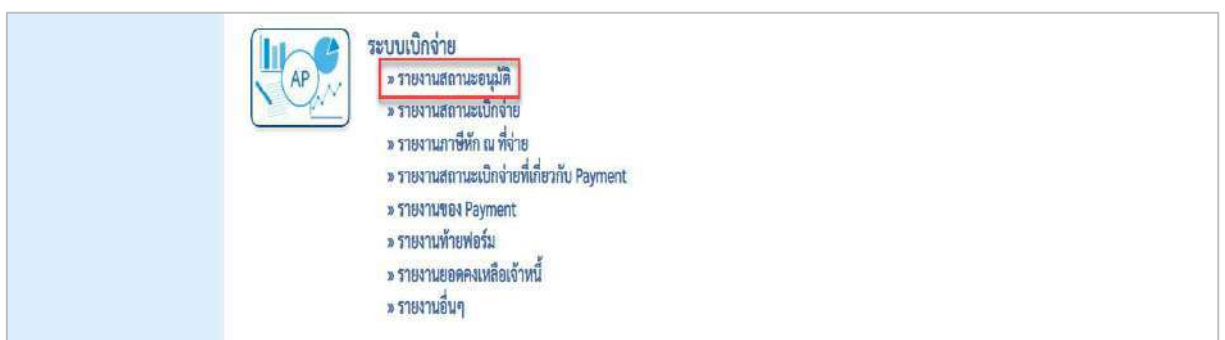 ระบบเบิกจ่าย
AP
» รายงานสถานะอนุมัติ
» รายงานสถานะเบิกจ่าย
» รายงานภาษีหัก ณ ที่จ่าย
» รายงานสถานะเบิกจ่ายที่เกี่ยวกับ Payment
» รายงานของ Payment
» รายงานท้ายฟอร์ม
» รายงานยอดคงเหลือเจ้าหนี้
» รายงานอื่นๆ